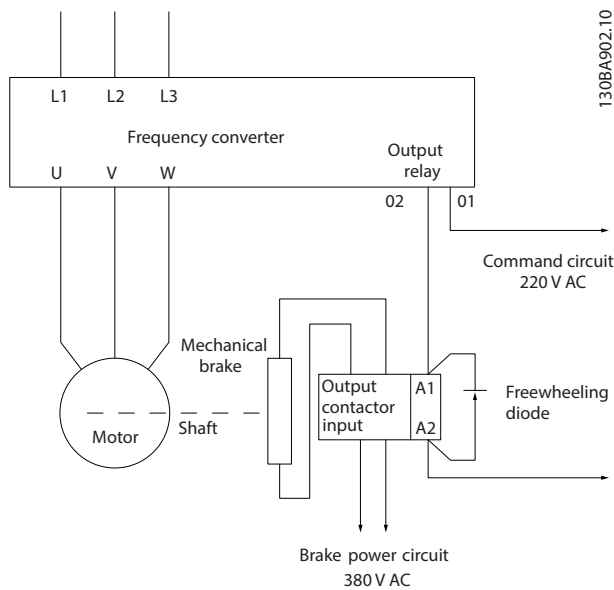 130BA902.10
L1 L2 L3
Frequency converter
Output
relay
U V W
02 01
Command circuit
220 V AC
Mechanical
brake
Output
contactor
input
A1
A2
Freewheeling
diode
Motor
Shaft
Brake power circuit
380 V AC